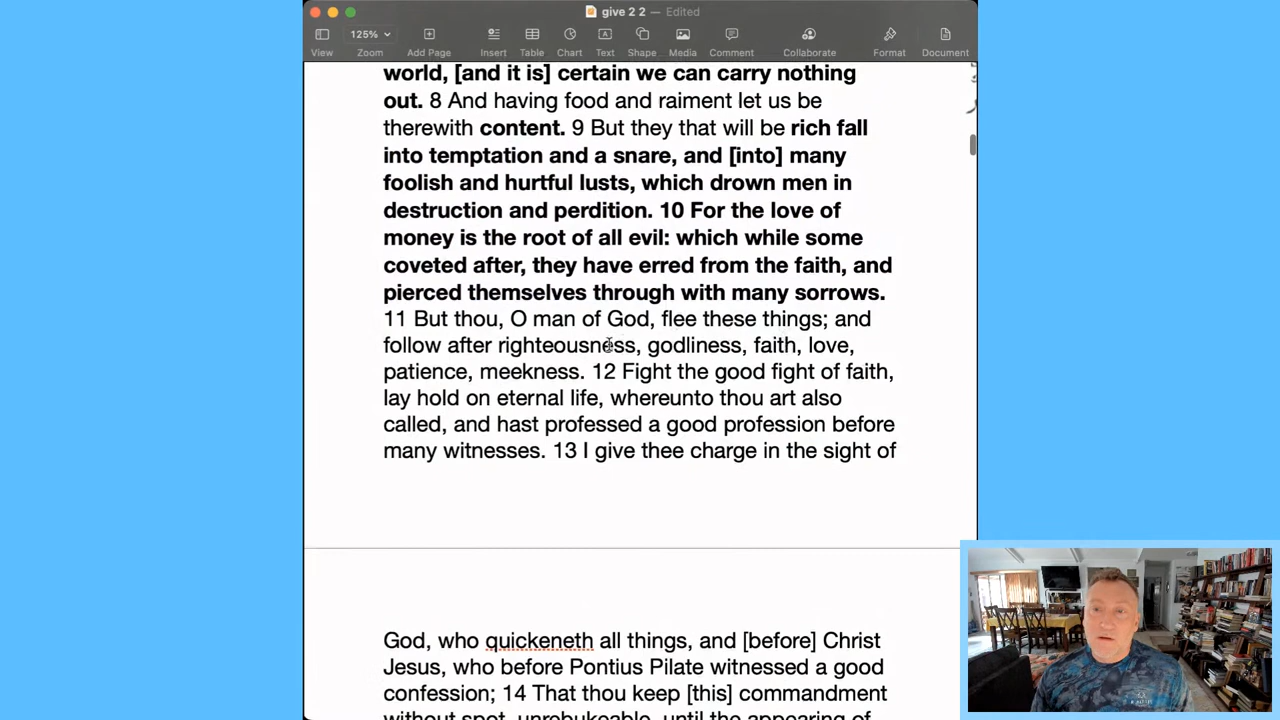 give 2 2 — Edited
125%
View Zoom Add Page Insert Table Chart Text Shape Media Comment Collaborate Format Document
world, [and it is] certain we can carry nothing
out. 8 And having food and raiment let us be
therewith content. 9 But they that will be rich fall
into temptation and a snare, and [into] many
foolish and hurtful lusts, which drown men in
destruction and perdition. 10 For the love of
money is the root of all evil: which while some
coveted after, they have erred from the faith, and
pierced themselves through with many sorrows.
11 But thou, O man of God, flee these things; and
follow after righteousness, godliness, faith, love,
patience, meekness. 12 Fight the good fight of faith,
lay hold on eternal life, whereunto thou art also
called, and hast professed a good profession before
many witnesses. 13 I give thee charge in the sight of
God, who quickeneth all things, and [before] Christ
Jesus, who before Pontius Pilate witnessed a good
confession; 14 That thou keep [this] commandment
without spot, unrebukeable, until the appearing of